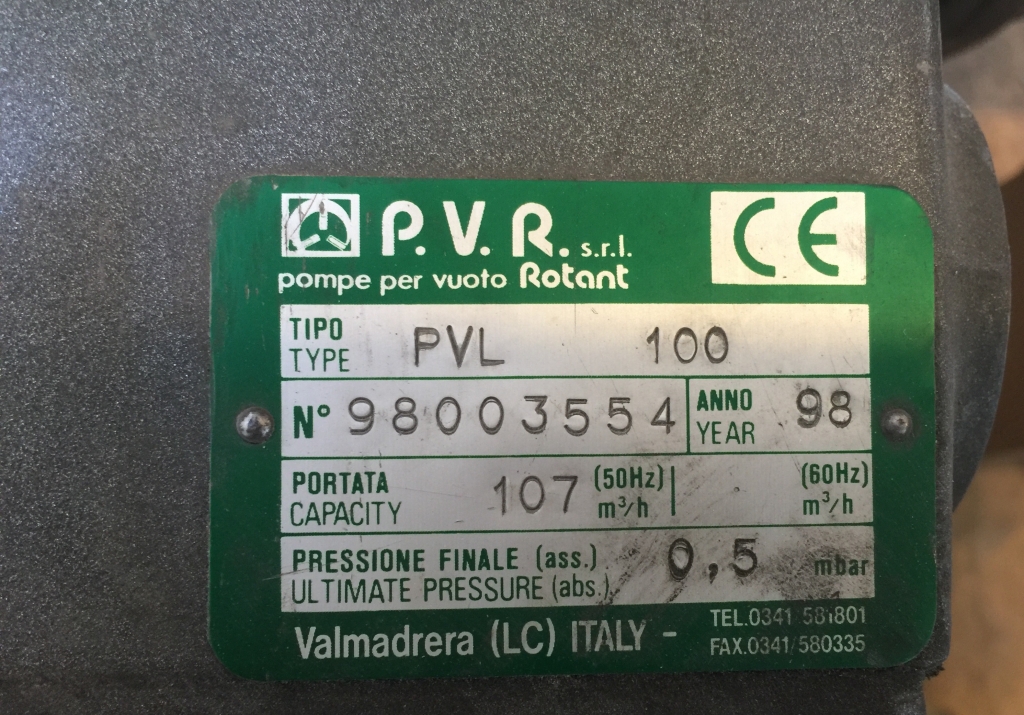 P.V.R. s.r.l.
pompe per vuoto Rotant
CE
TIPO
TYPE PVL 100
N° 98003554 ANNO
YEAR 98
PORTATA
CAPACITY 107 (50Hz) m³/h (60Hz) m³/h
PRESSIONE FINALE (ass.)
ULTIMATE PRESSURE (abs.) 0,5 mbar
Valmadrera (LC) ITALY - TEL.0341 581801
FAX.0341/580335